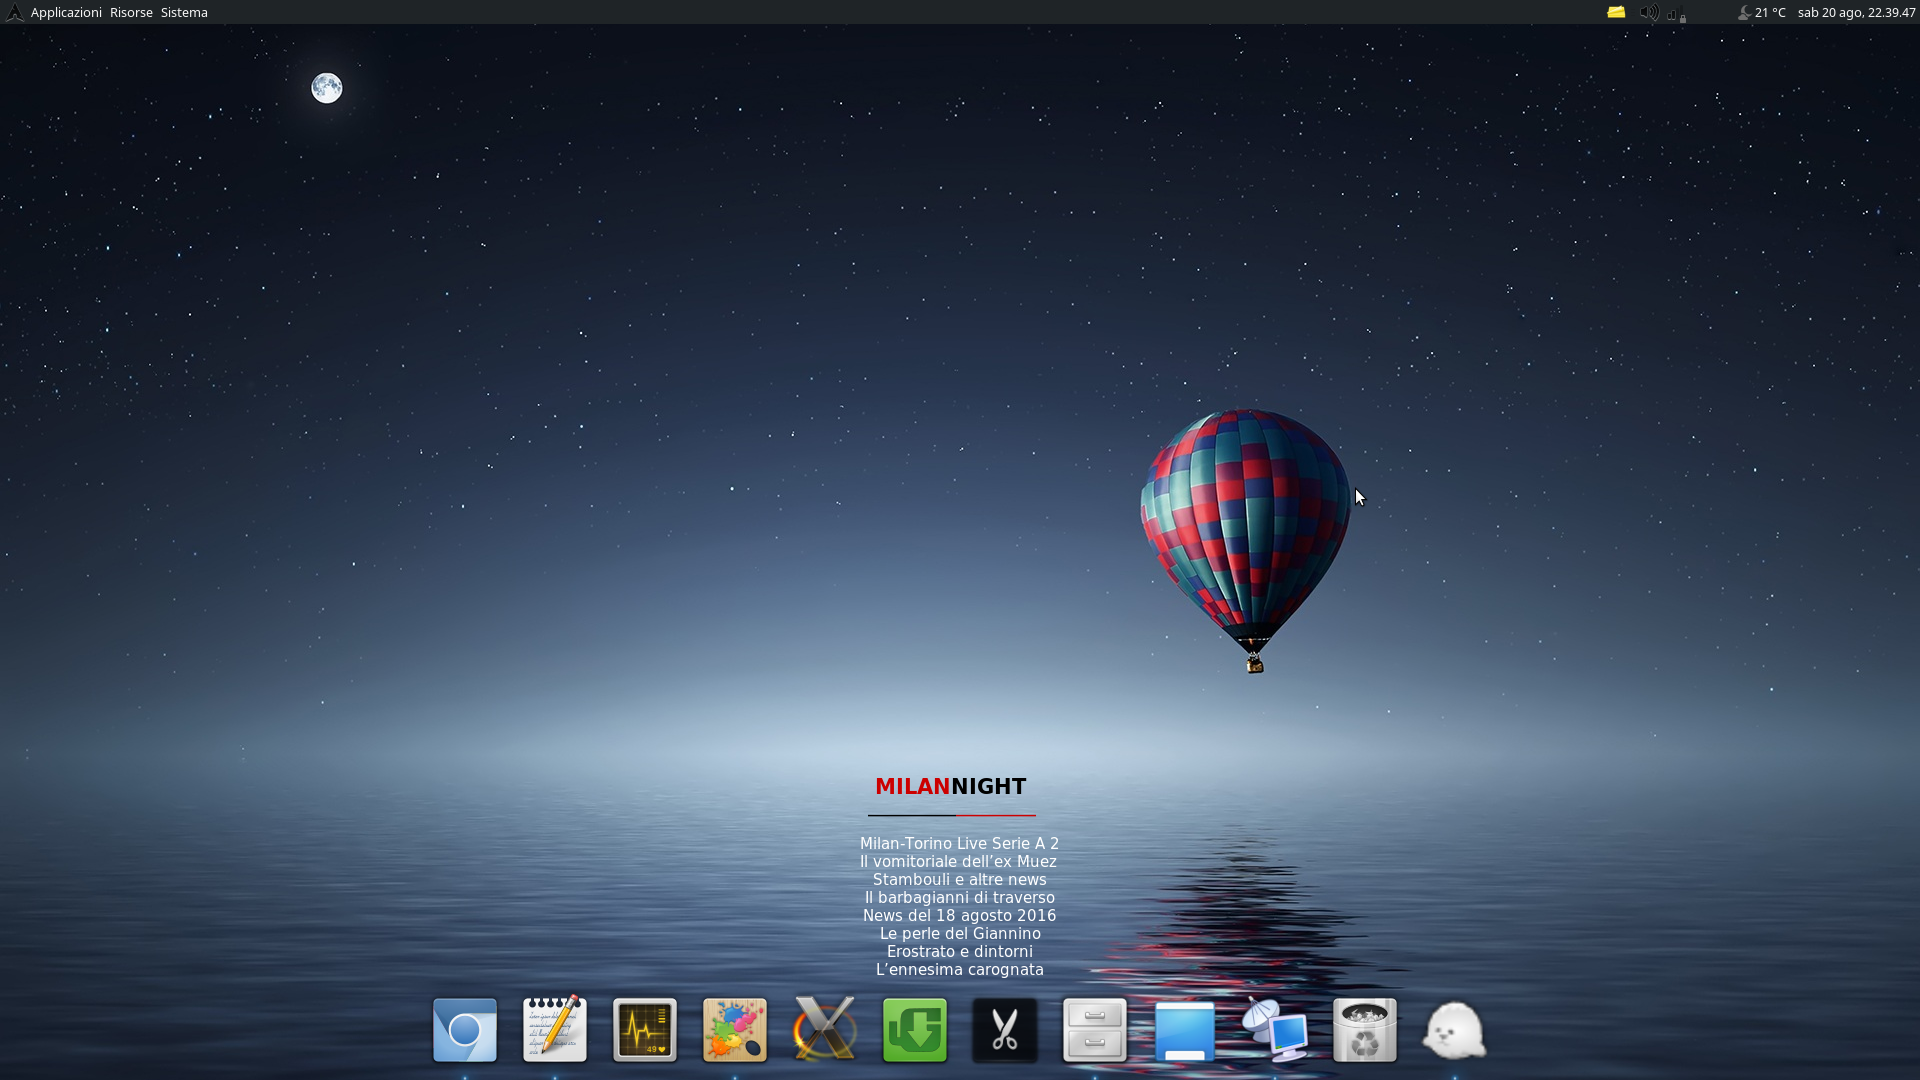 Applicazioni Risorse Sistema
21 °C sab 20 ago, 22.39.47
MILANNIGHT
Milan-Torino Live Serie A 2
Il vomitoriale dell’ex Muez
Stambouli e altre news
Il barbagianni di traverso
News del 18 agosto 2016
Le perle del Giannino
Erostrato e dintorni
L’ennesima carognata
49